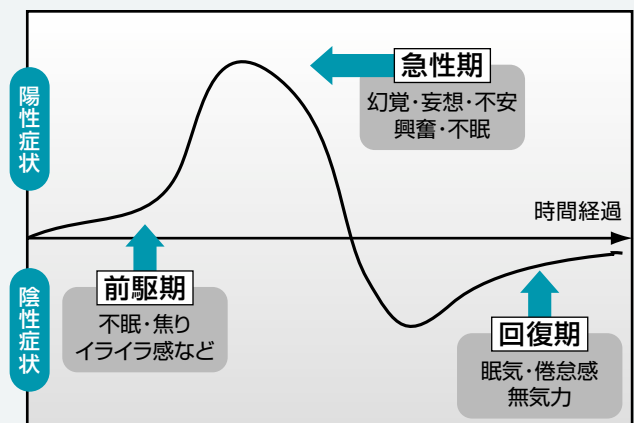 陽性症状
急性期
幻覚・妄想・不安
興奮・不眠
時間経過
陰性症状
前駆期
不眠・焦り
イライラ感など
回復期
眠気・倦怠感
無気力